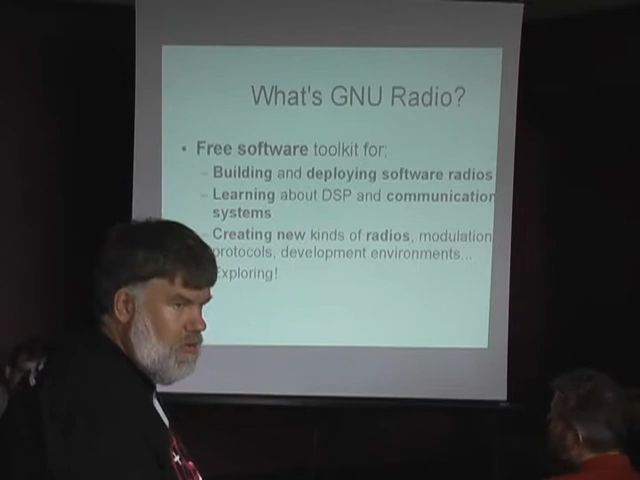 What's GNU Radio?
• Free software toolkit for:
– Building and deploying software radios
– Learning about DSP and communication
systems
– Creating new kinds of radios, modulation
protocols, development environments...
Exploring!